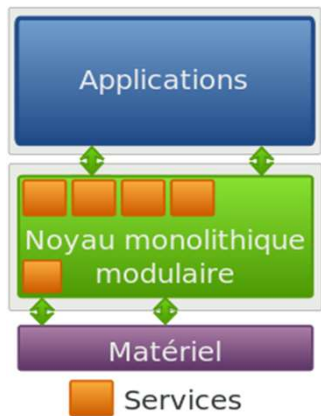 Applications
Noyau monolithique
modulaire
Matériel
Services